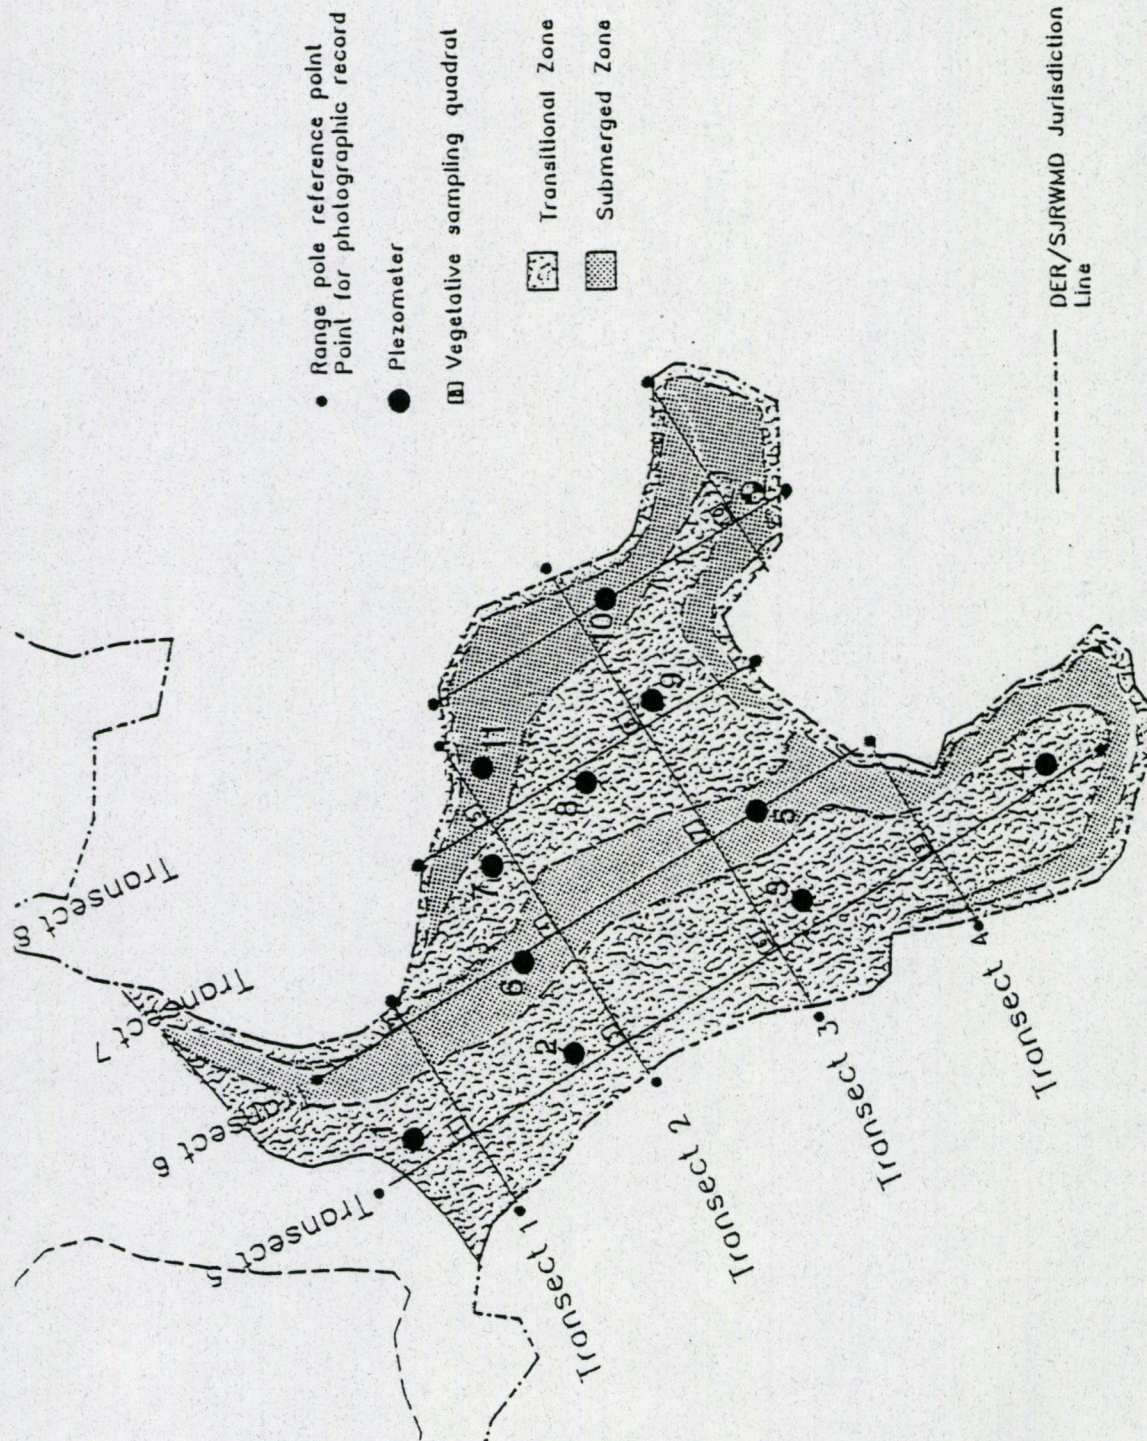 Range pole reference point
Point for photographic record
Piezometer
Vegetative sampling quadrat
Transitional Zone
Submerged Zone
DER/SJRWMD Jurisdiction
Line
Transect 1
Transect 2
Transect 3
Transect 4
Transect 5
Transect 6
Transect 7
Transect 8
1
2
3
4
5
6
7
8
9
10
11